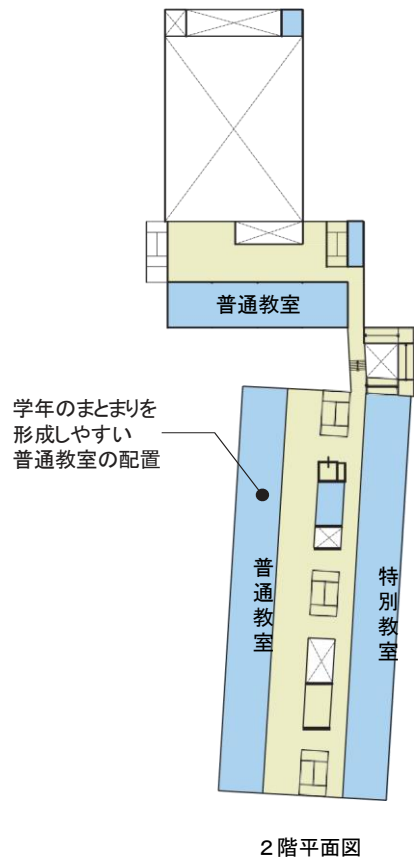 普通教室
学年のまとまりを
形成しやすい
普通教室の配置
普通教室
特別教室
２階平面図